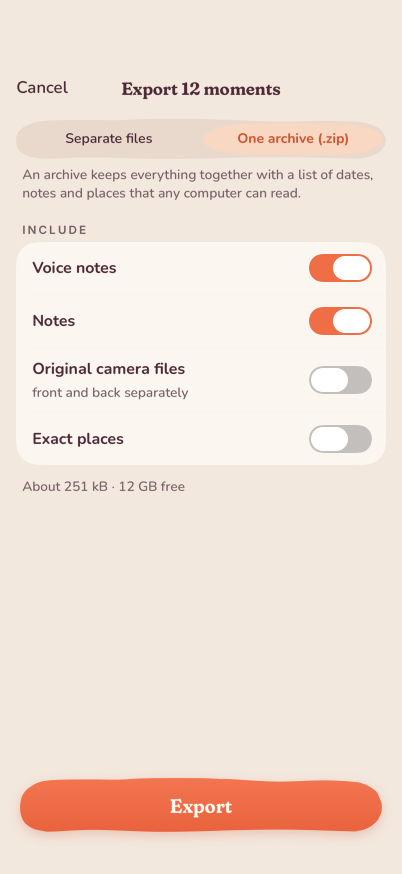 Cancel
Export 12 moments
Separate files
One archive (.zip)
An archive keeps everything together with a list of dates,
notes and places that any computer can read.
INCLUDE
Voice notes
Notes
Original camera files
front and back separately
Exact places
About 251 kB · 12 GB free
Export